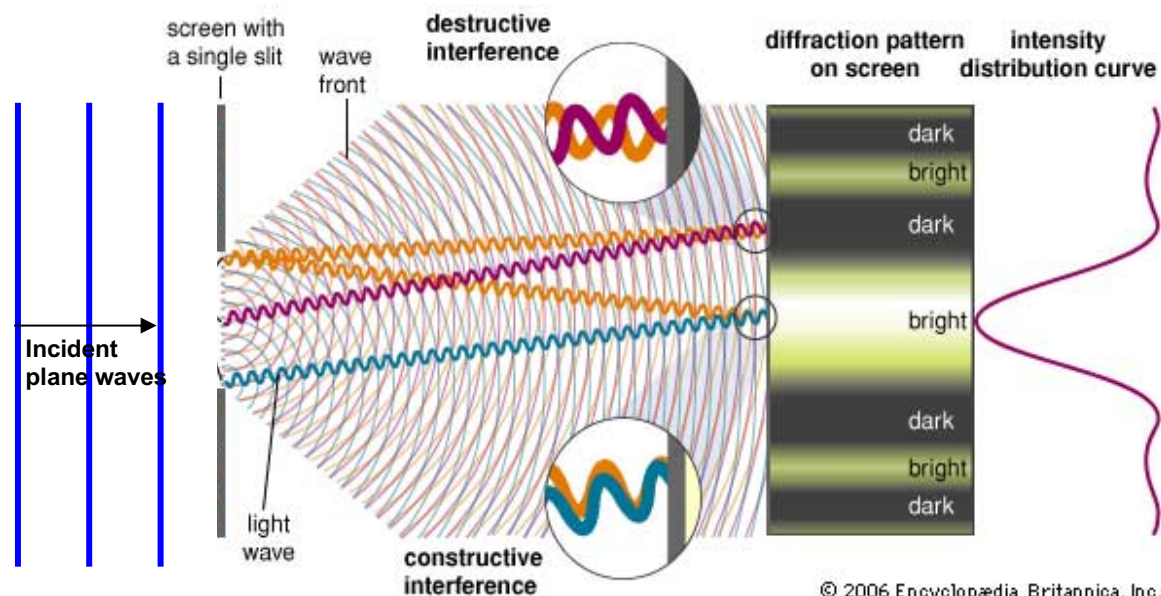 screen with
a single slit
wave
front
destructive
interference
diffraction pattern
on screen
intensity
distribution curve
dark
bright
dark
bright
dark
bright
dark
Incident
plane waves
light
wave
constructive
interference
© 2006 Encyclopædia Britannica, Inc.